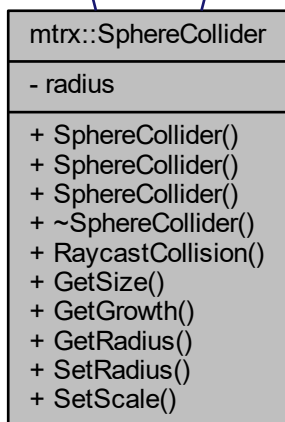 mtrx::SphereCollider
- radius
+ SphereCollider()
+ SphereCollider()
+ SphereCollider()
+ ~SphereCollider()
+ RaycastCollision()
+ GetSize()
+ GetGrowth()
+ GetRadius()
+ SetRadius()
+ SetScale()